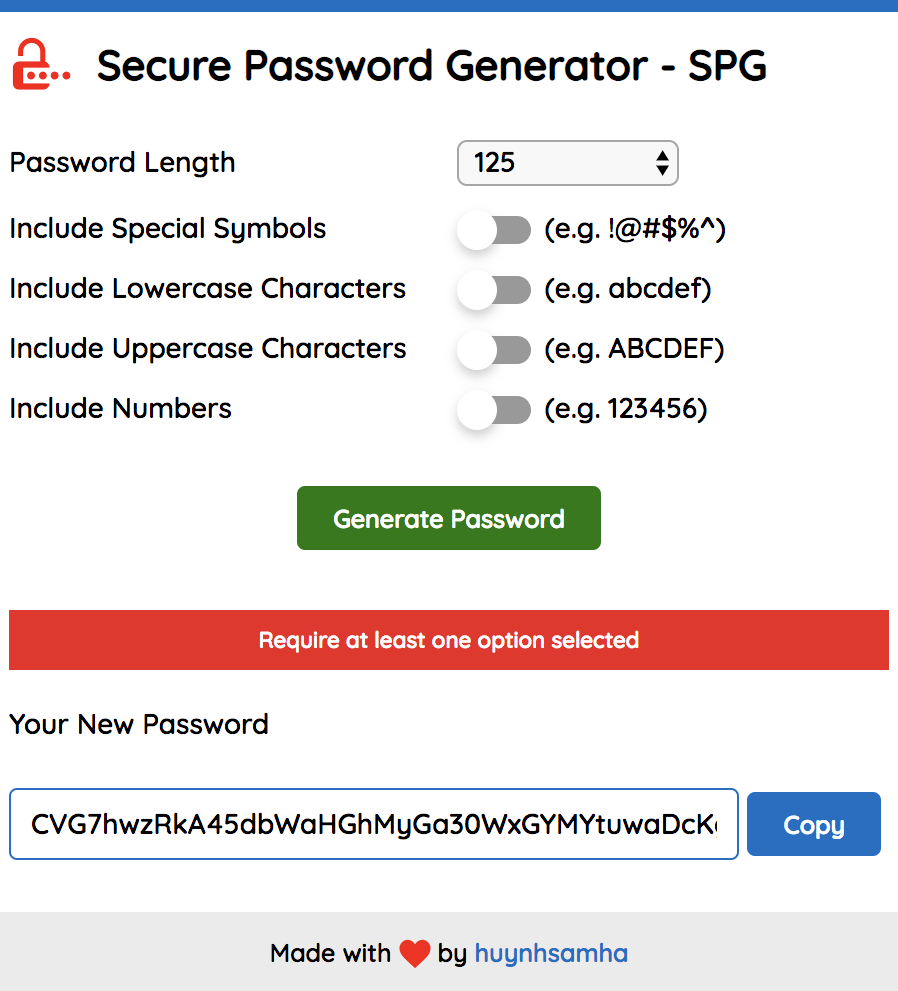 Secure Password Generator - SPG
Password Length 125
Include Special Symbols (e.g. !@#$%^)
Include Lowercase Characters (e.g. abcdef)
Include Uppercase Characters (e.g. ABCDEF)
Include Numbers (e.g. 123456)
Generate Password
Require at least one option selected
Your New Password
CVG7hwzRkA45dbWaHGhMyGa30WxGYMYtuwaDcK
Copy
Made with by huynhsamha